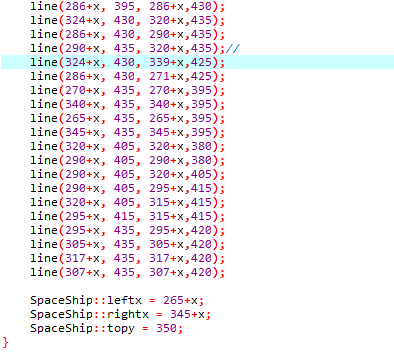 line(286+x, 395, 286+x,430);
line(324+x, 430, 320+x,435);
line(286+x, 430, 290+x,435);
line(290+x, 435, 320+x,435);//
line(324+x, 430, 339+x,425);
line(286+x, 430, 271+x,425);
line(270+x, 435, 270+x,395);
line(340+x, 435, 340+x,395);
line(265+x, 435, 265+x,395);
line(345+x, 435, 345+x,395);
line(320+x, 405, 320+x,380);
line(290+x, 405, 290+x,380);
line(290+x, 405, 320+x,405);
line(290+x, 405, 295+x,415);
line(320+x, 405, 315+x,415);
line(295+x, 415, 315+x,415);
line(295+x, 435, 295+x,420);
line(305+x, 435, 305+x,420);
line(317+x, 435, 317+x,420);
line(307+x, 435, 307+x,420);
SpaceShip::leftx = 265+x;
SpaceShip::rightx = 345+x;
SpaceShip::topy = 350;
}